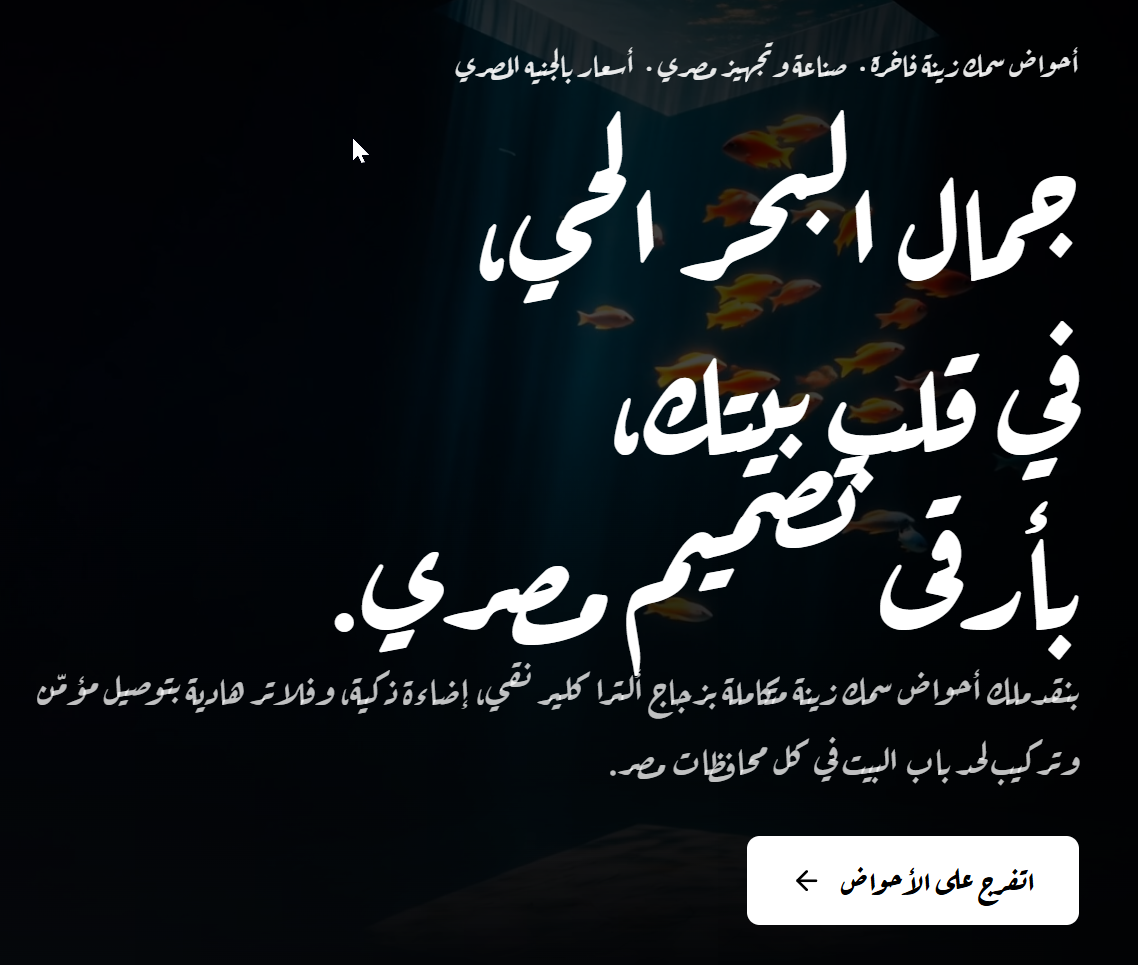 أحواض سمك زينة فاخرة · صناعة و تجهيز مصري · أسعار بالجنيه المصري
جمال البحر الحي،
في قلب بيتك،
بأرقى تصميم مصري.
بنقدملك أحواض سمك زينة متكاملة بزجاج ألترا كلير نقي، إضاءة ذكية، و فلاتر هادية بتوصيل مؤمّن
وتركيب لحد باب البيت في كل محافظات مصر.
اتفرج على الأحواض ←